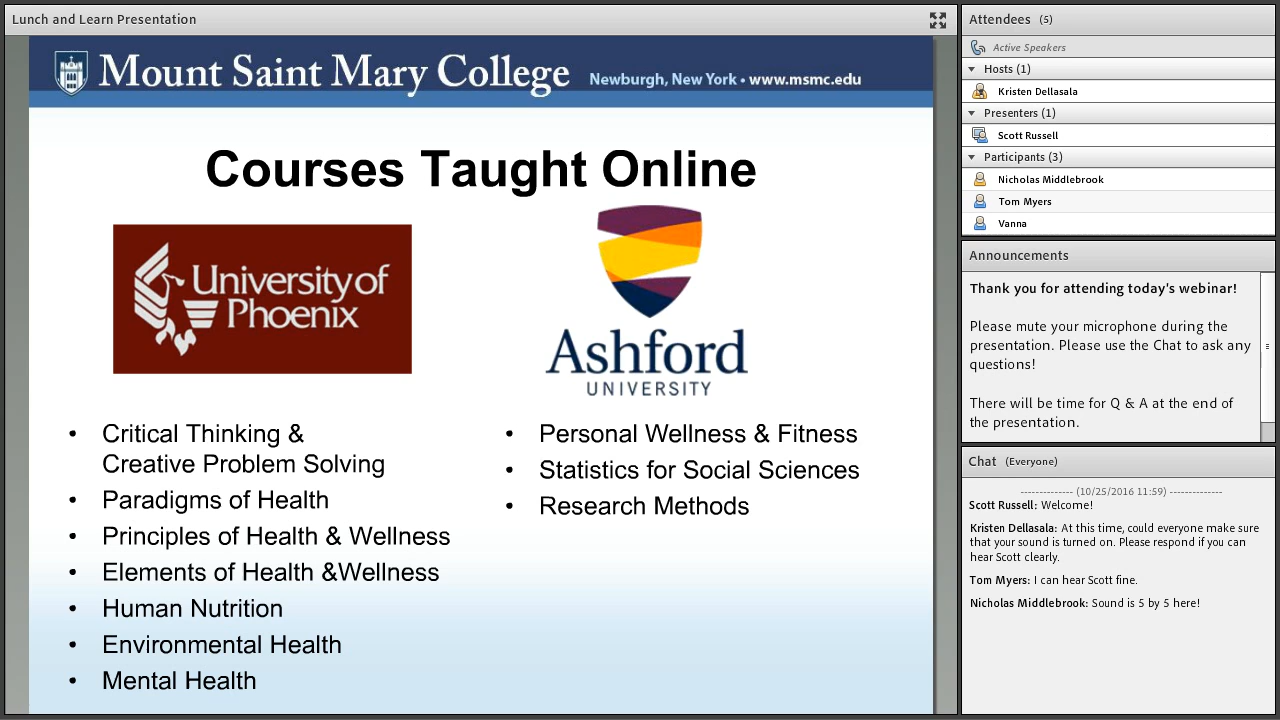 Lunch and Learn Presentation
Mount Saint Mary College Newburgh, New York • www.msmc.edu
Courses Taught Online
University of
Phoenix
Ashford
UNIVERSITY
• Critical Thinking &
Creative Problem Solving
• Paradigms of Health
• Principles of Health & Wellness
• Elements of Health &Wellness
• Human Nutrition
• Environmental Health
• Mental Health
• Personal Wellness & Fitness
• Statistics for Social Sciences
• Research Methods
Attendees (5)
Active Speakers
Hosts (1)
Kristen Dellasala
Presenters (1)
Scott Russell
Participants (3)
Nicholas Middlebrook
Tom Myers
Vanna
Announcements
Thank you for attending today's webinar!
Please mute your microphone during the
presentation. Please use the Chat to ask any
questions!
There will be time for Q & A at the end of
the presentation.
Chat (Everyone)
-------------- (10/25/2016 11:59) --------------
Scott Russell: Welcome!
Kristen Dellasala: At this time, could everyone make sure
that your sound is turned on. Please respond if you can
hear Scott clearly.
Tom Myers: I can hear Scott fine.
Nicholas Middlebrook: Sound is 5 by 5 here!